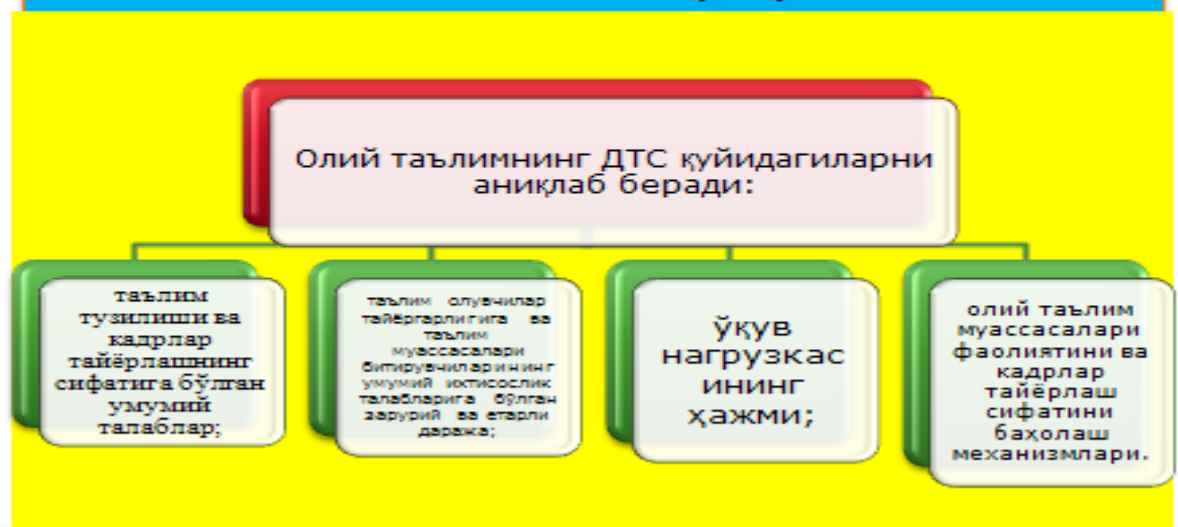 Олий таълимнинг ДТС қуйидагиларни
аниқлаб беради:
таълим
тузилиши ва
кадрлар
тайёрлашнинг
сифатига бўлган
умумий
талаблар;
таълим олувчилар
тайёргарлигига ва
таълим
муассасалари
битирувчиларининг
умумий ихтисослик
талабларига бўлган
зарурий ва етарли
даража;
ўқув
нагрузкас
ининг
ҳажми;
олий таълим
муассасалари
фаолиятини ва
кадрлар
тайёрлаш
сифатини
баҳолаш
механизмлари.